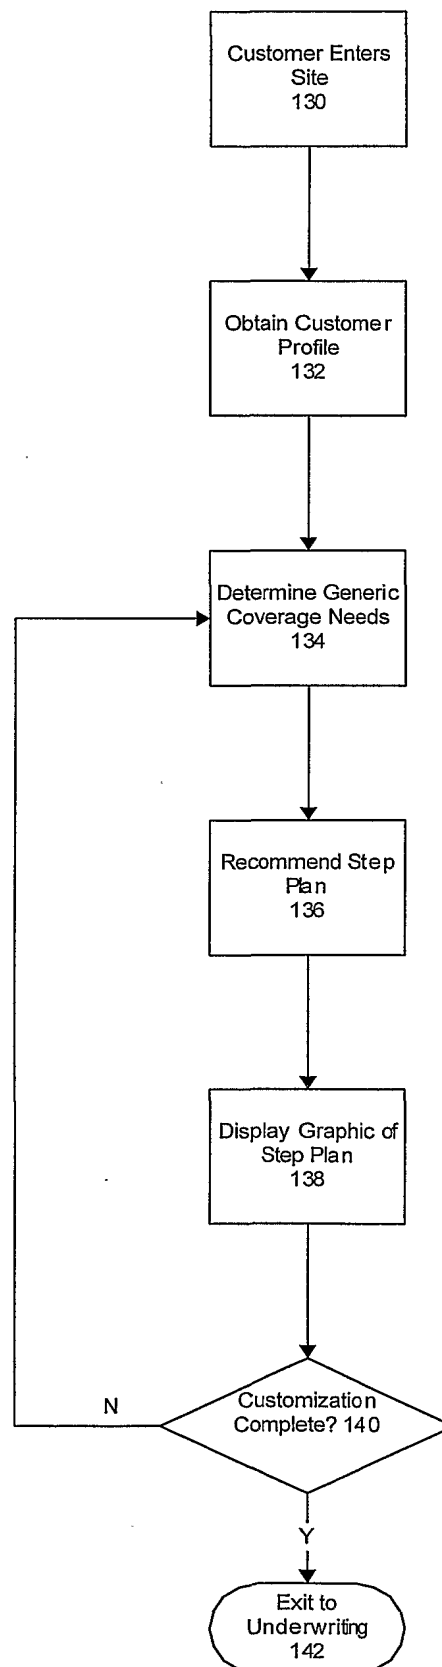 Customer Enters
Site
130
Obtain Customer
Profile
132
Determine Generic
Coverage Needs
134
Recommend Step
Plan
136
Display Graphic of
Step Plan
138
Customization
Complete? 140
N
Y
Exit to
Underwriting
142